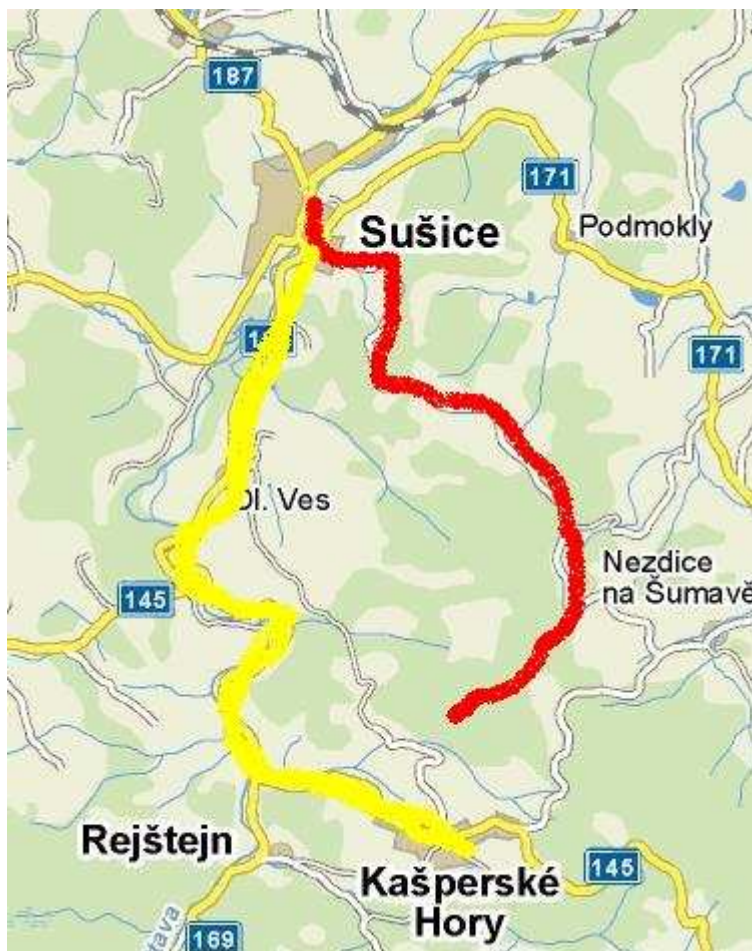 187
171
Sušice
Podmokly
171
Dl. Ves
Nezdice
na Šumavě
145
Rejštejn
Kašperské
Hory
145
169